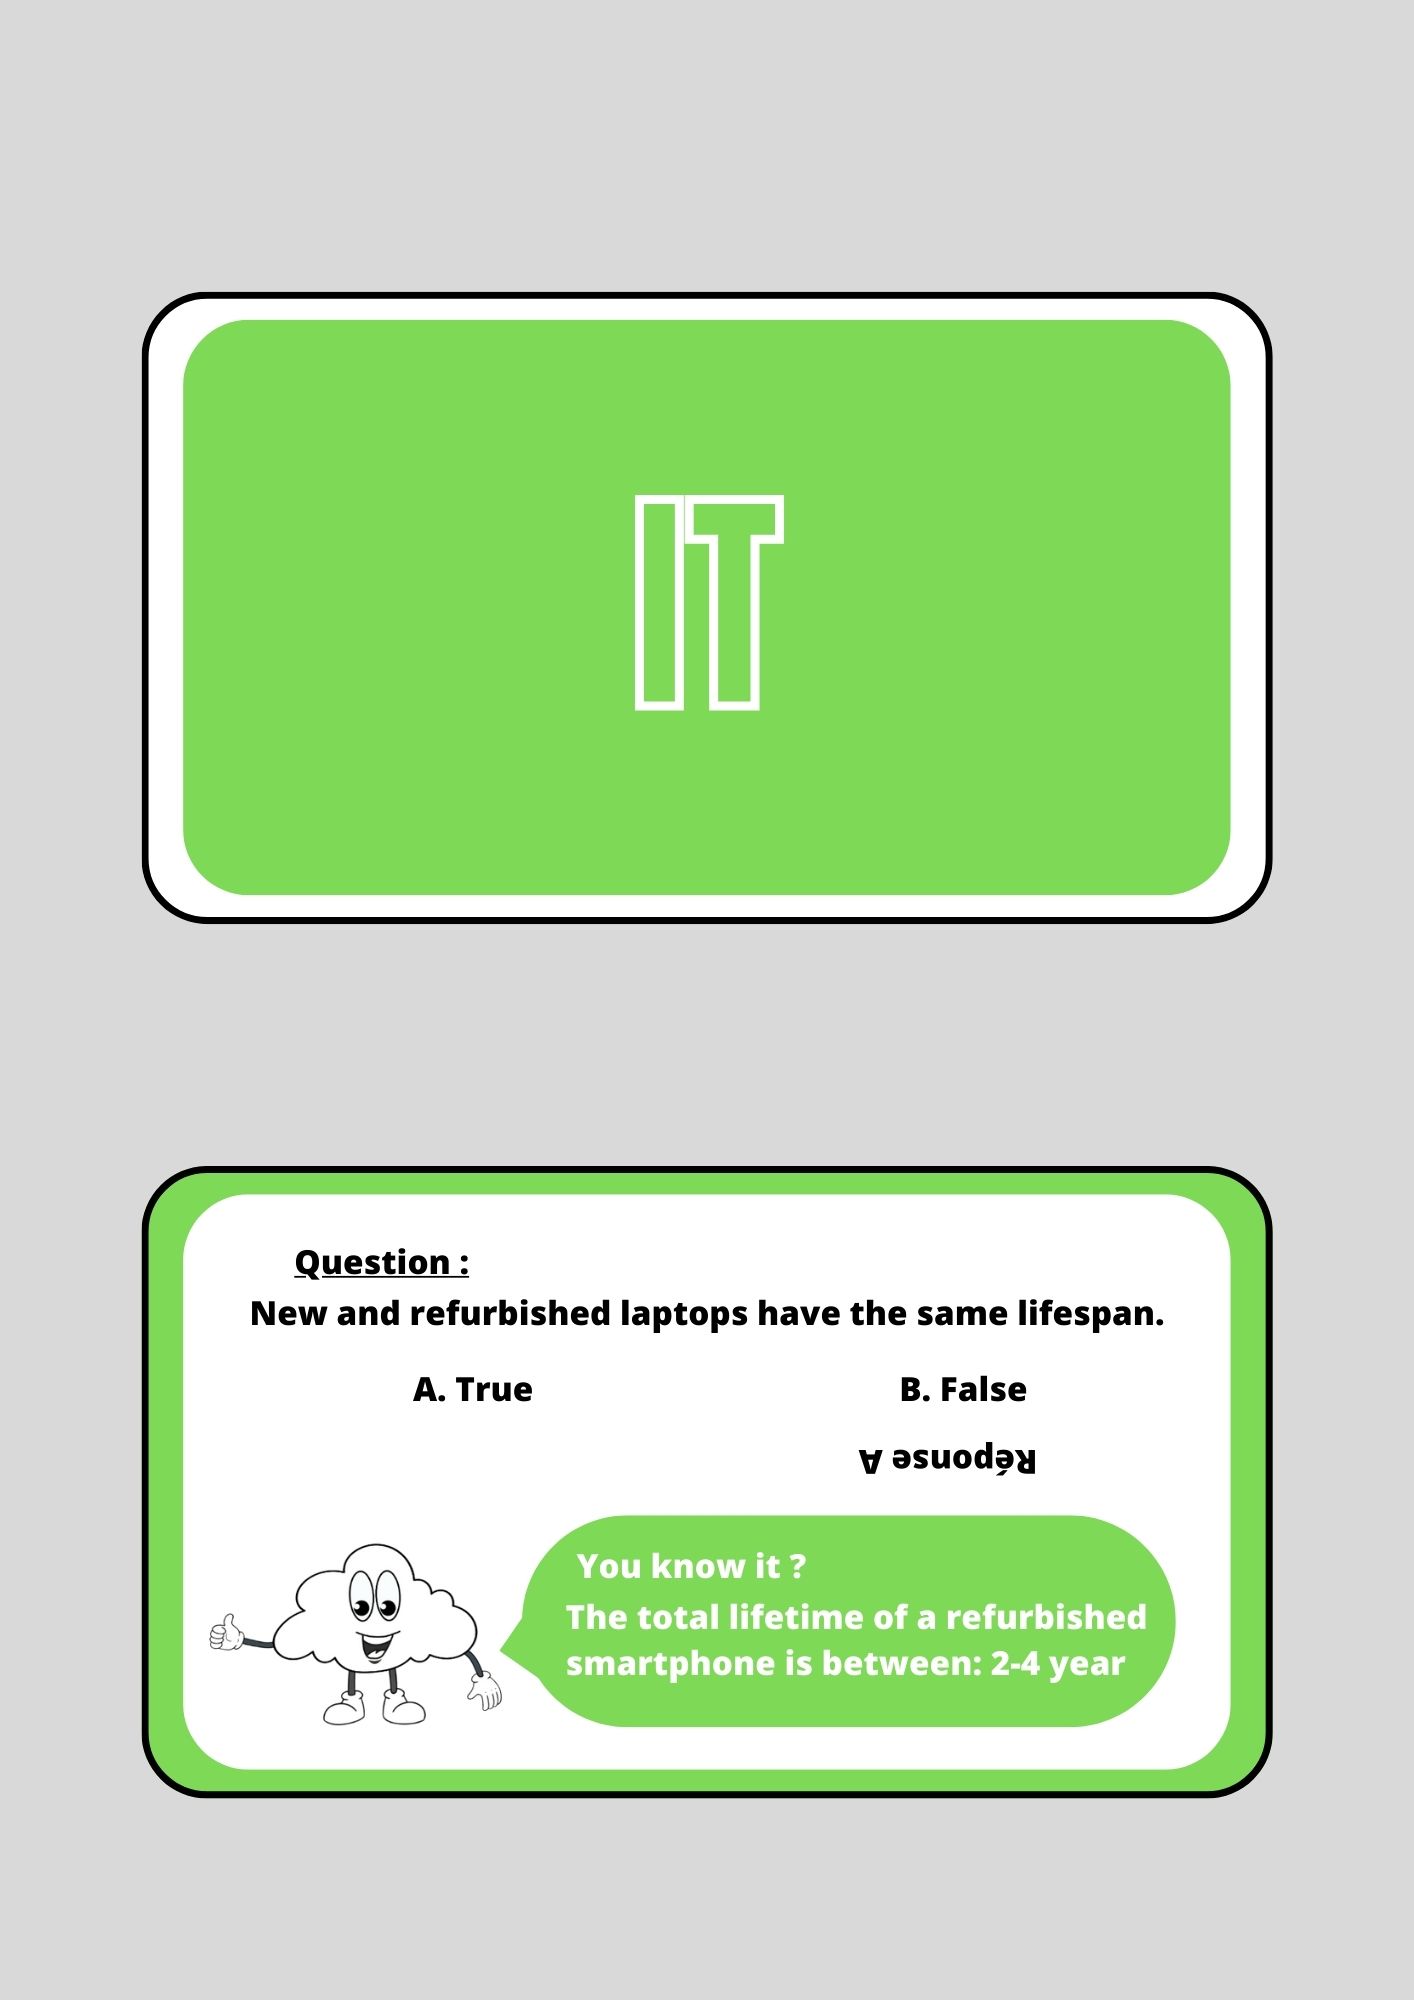 IT
Question :
New and refurbished laptops have the same lifespan.
A. True
B. False
Réponse A
You know it ?
The total lifetime of a refurbished
smartphone is between: 2-4 year